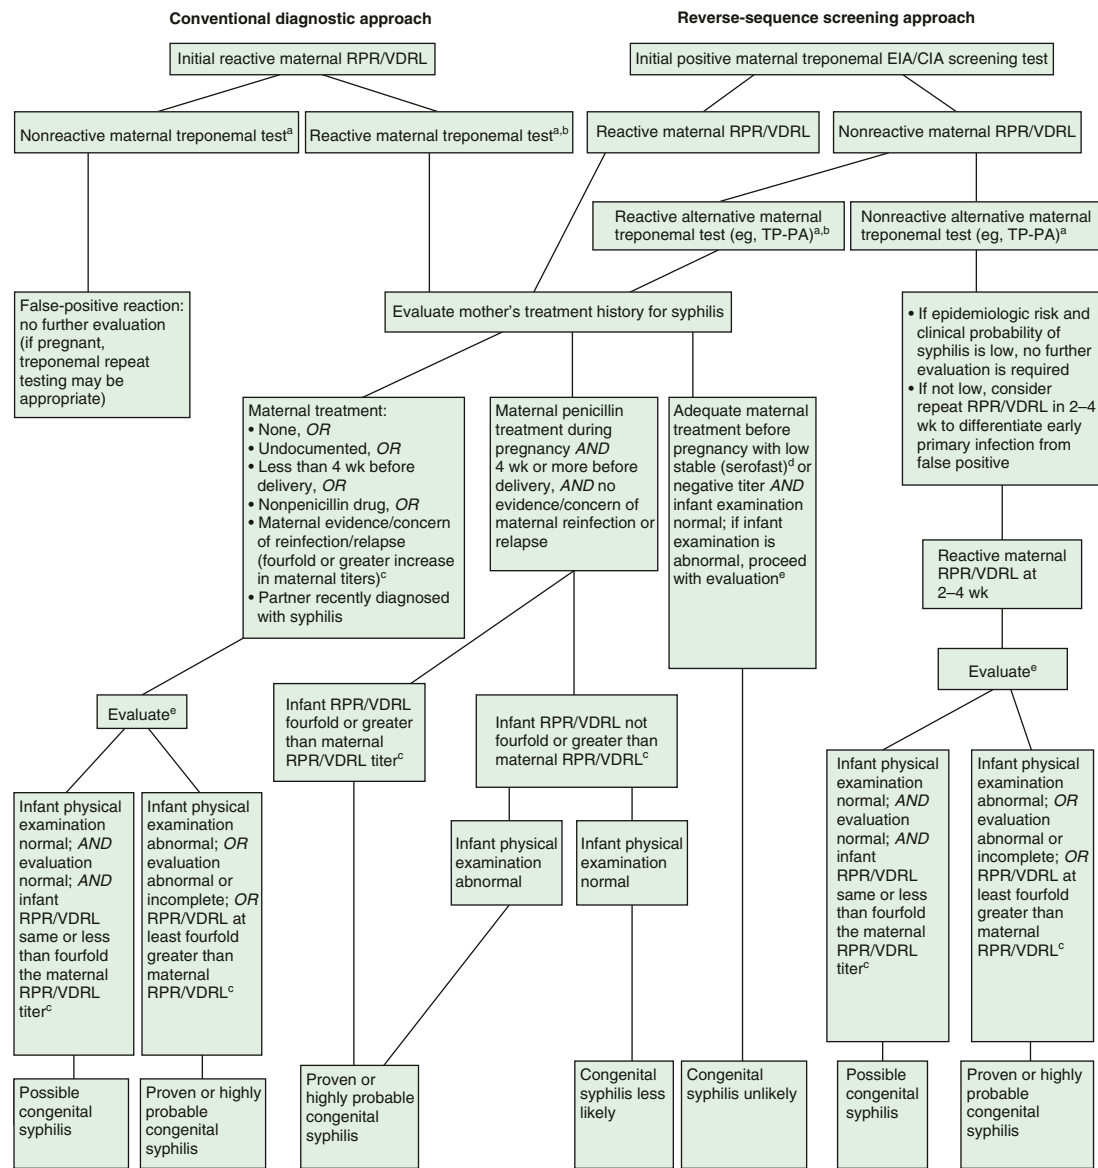 Conventional diagnostic approach
Reverse-sequence screening approach
Initial reactive maternal RPR/VDRL
Initial positive maternal treponemal EIA/CIA screening test
Nonreactive maternal treponemal testᵃ
Reactive maternal treponemal testᵃ,ᵇ
Reactive maternal RPR/VDRL
Nonreactive maternal RPR/VDRL
Reactive alternative maternal
treponemal test (eg, TP-PA)ᵃ,ᵇ
Nonreactive alternative maternal
treponemal test (eg, TP-PA)ᵃ
False-positive reaction:
no further evaluation
(if pregnant,
treponemal repeat
testing may be
appropriate)
Evaluate mother's treatment history for syphilis
• If epidemiologic risk and
clinical probability of
syphilis is low, no further
evaluation is required
• If not low, consider
repeat RPR/VDRL in 2–4
wk to differentiate early
primary infection from
false positive
Maternal treatment:
• None, OR
• Undocumented, OR
• Less than 4 wk before
delivery, OR
• Nonpenicillin drug, OR
• Maternal evidence/concern
of reinfection/relapse
(fourfold or greater increase
in maternal titers)ᶜ
• Partner recently diagnosed
with syphilis
Maternal penicillin
treatment during
pregnancy AND
4 wk or more before
delivery, AND no
evidence/concern of
maternal reinfection or
relapse
Adequate maternal
treatment before
pregnancy with low
stable (serofast)ᵈ or
negative titer AND
infant examination
normal; if infant
examination is
abnormal, proceed
with evaluationᵉ
Reactive maternal
RPR/VDRL at
2–4 wk
Evaluateᵉ
Infant RPR/VDRL
fourfold or greater
than maternal
RPR/VDRL titerᶜ
Infant RPR/VDRL not
fourfold or greater than
maternal RPR/VDRLᶜ
Evaluateᵉ
Infant physical
examination
normal; AND
evaluation
normal; AND
infant
RPR/VDRL
same or less
than fourfold
the maternal
RPR/VDRL
titerᶜ
Infant physical
examination
abnormal; OR
evaluation
abnormal or
incomplete; OR
RPR/VDRL at
least fourfold
greater than
maternal
RPR/VDRLᶜ
Infant physical
examination
abnormal
Infant physical
examination
normal
Infant physical
examination
normal; AND
evaluation
normal; AND
infant
RPR/VDRL
same or less
than fourfold
the maternal
RPR/VDRL
titerᶜ
Infant physical
examination
abnormal; OR
evaluation
abnormal or
incomplete; OR
RPR/VDRL at
least fourfold
greater than
maternal
RPR/VDRLᶜ
Possible
congenital
syphilis
Proven or highly
probable
congenital
syphilis
Proven or
highly probable
congenital
syphilis
Congenital
syphilis less
likely
Congenital
syphilis unlikely
Possible
congenital
syphilis
Proven or highly
probable
congenital
syphilis